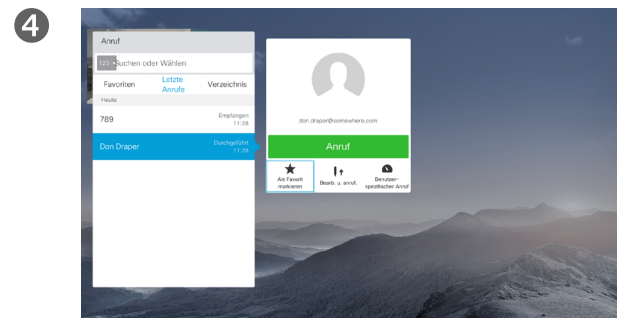 4
Anruf
123 Suchen oder Wählen
Favoriten
Letzte
Anrufe
Verzeichnis
Heute
789
Empfangen
11:28
Don Draper
Durchgeführt
11:28
don.draper@somewhere.com
Anruf
Als Favorit
markieren
Bearb. u. anruf.
Benutzer-
spezifischer Anruf